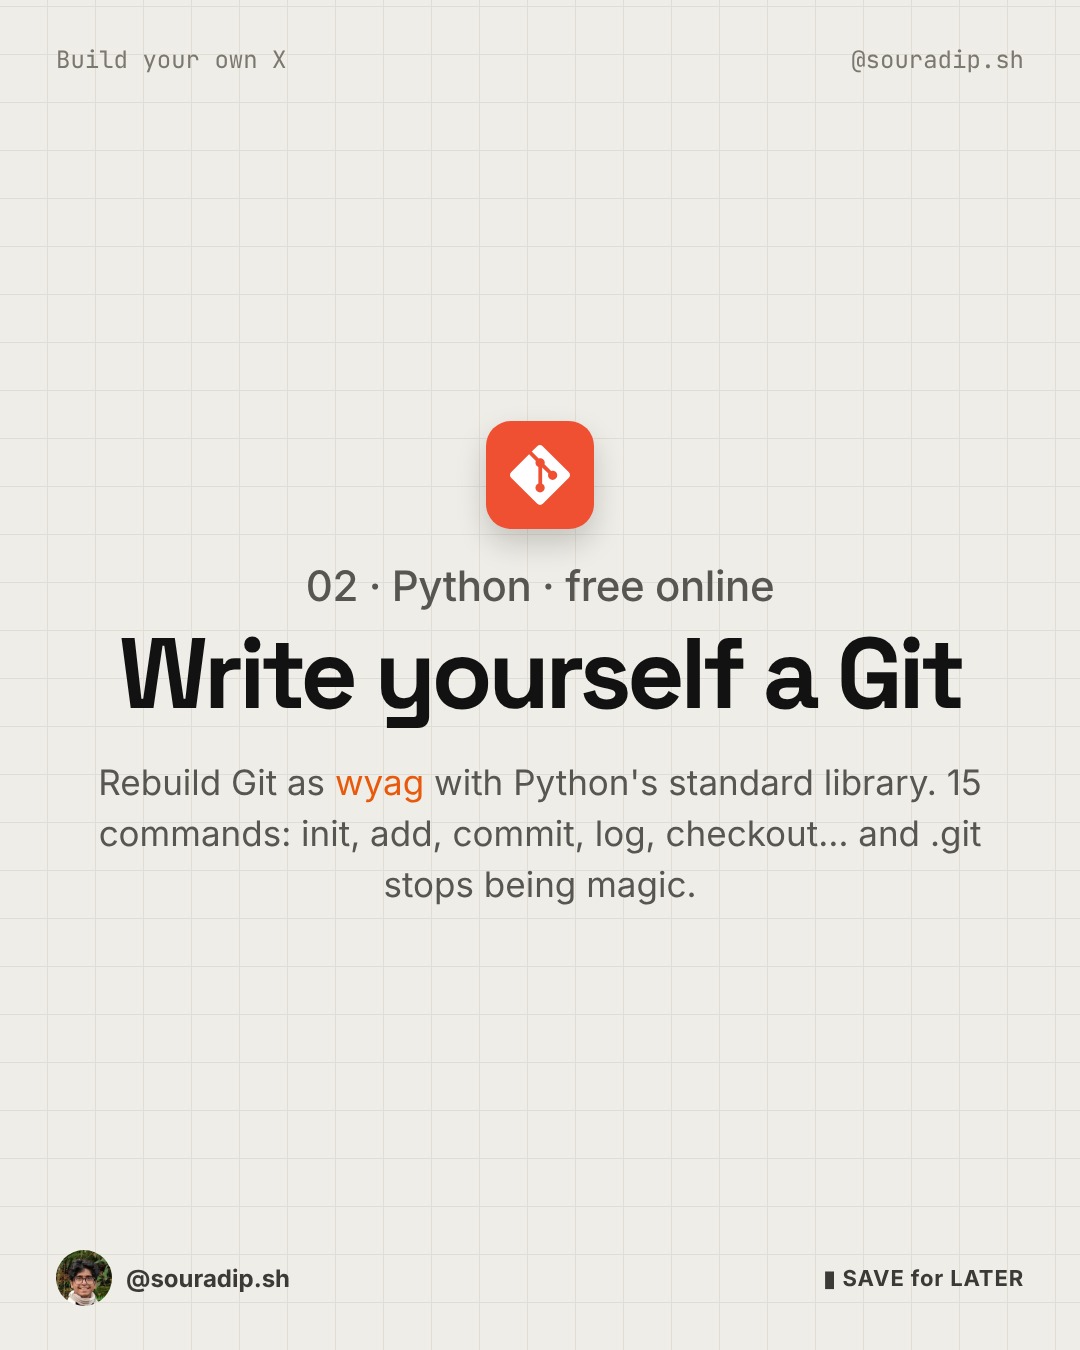 Build your own X
@souradip.sh
02 · Python · free online
Write yourself a Git
Rebuild Git as wyag with Python's standard library. 15
commands: init, add, commit, log, checkout... and .git
stops being magic.
@souradip.sh
SAVE for LATER